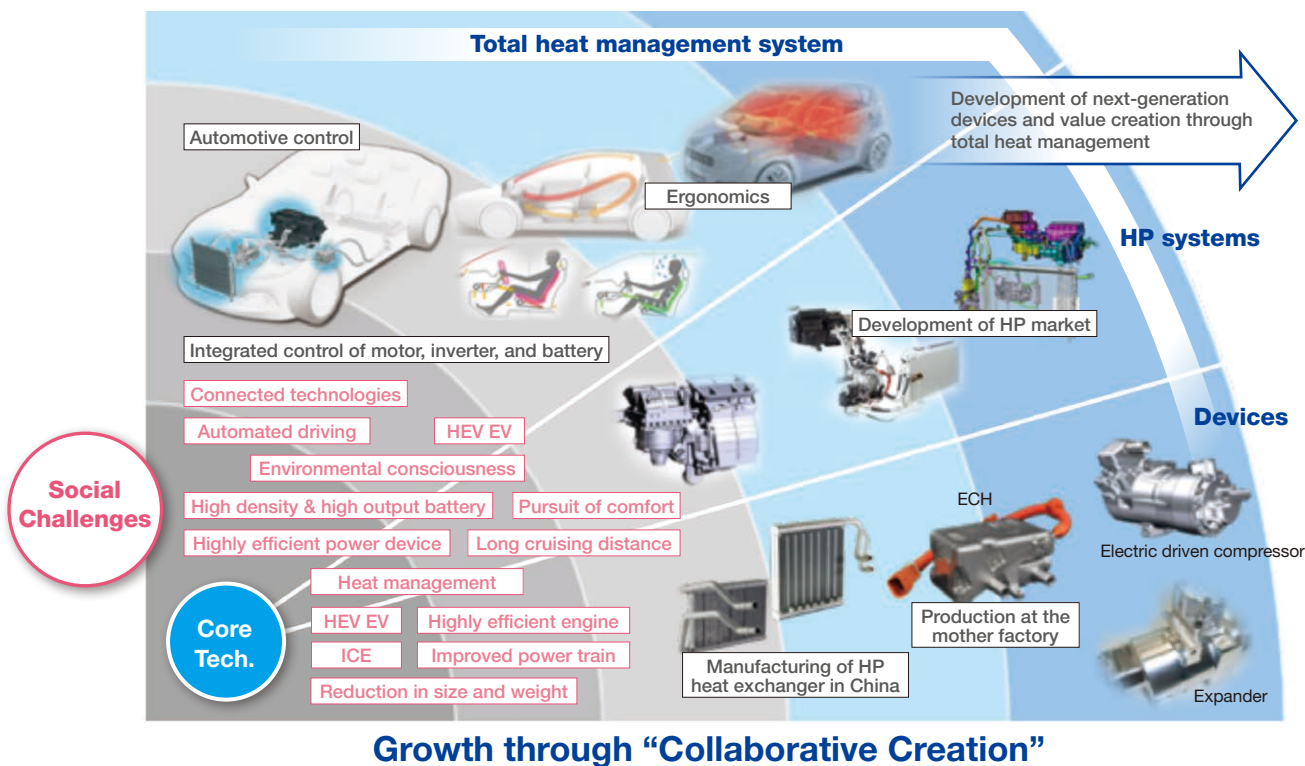 Total heat management system
Development of next-generation
devices and value creation through
total heat management
Automotive control
Ergonomics
HP systems
Development of HP market
Integrated control of motor, inverter, and battery
Connected technologies
Automated driving
HEV EV
Environmental consciousness
Devices
Social
Challenges
High density & high output battery
Pursuit of comfort
Highly efficient power device
Long cruising distance
ECH
Electric driven compressor
Heat management
Core
Tech.
HEV EV
Highly efficient engine
ICE
Improved power train
Reduction in size and weight
Production at the
mother factory
Manufacturing of HP
heat exchanger in China
Expander
Growth through “Collaborative Creation”